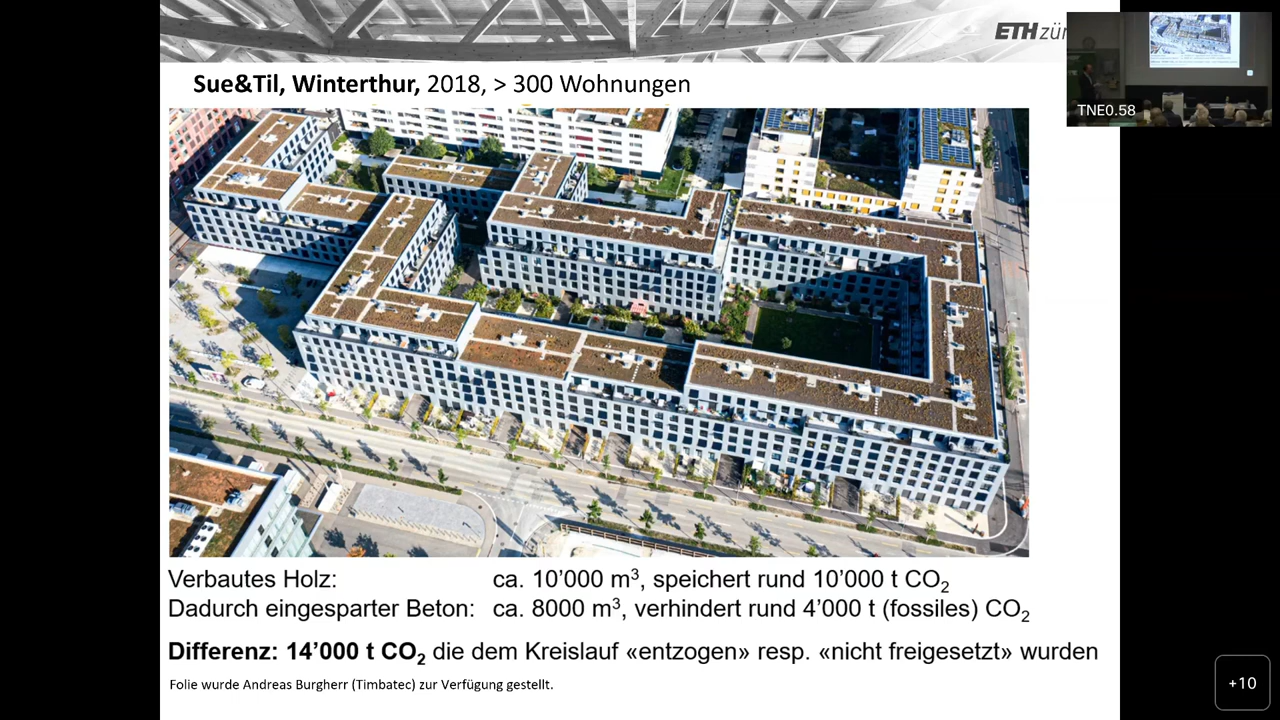 ETH zür
TNE0.58
Sue&Til, Winterthur, 2018, > 300 Wohnungen
Verbautes Holz: ca. 10’000 m³, speichert rund 10’000 t CO₂
Dadurch eingesparter Beton: ca. 8000 m³, verhindert rund 4’000 t (fossiles) CO₂
Differenz: 14’000 t CO₂ die dem Kreislauf «entzogen» resp. «nicht freigesetzt» wurden
Folie wurde Andreas Burgherr (Timbatec) zur Verfügung gestellt.
+10